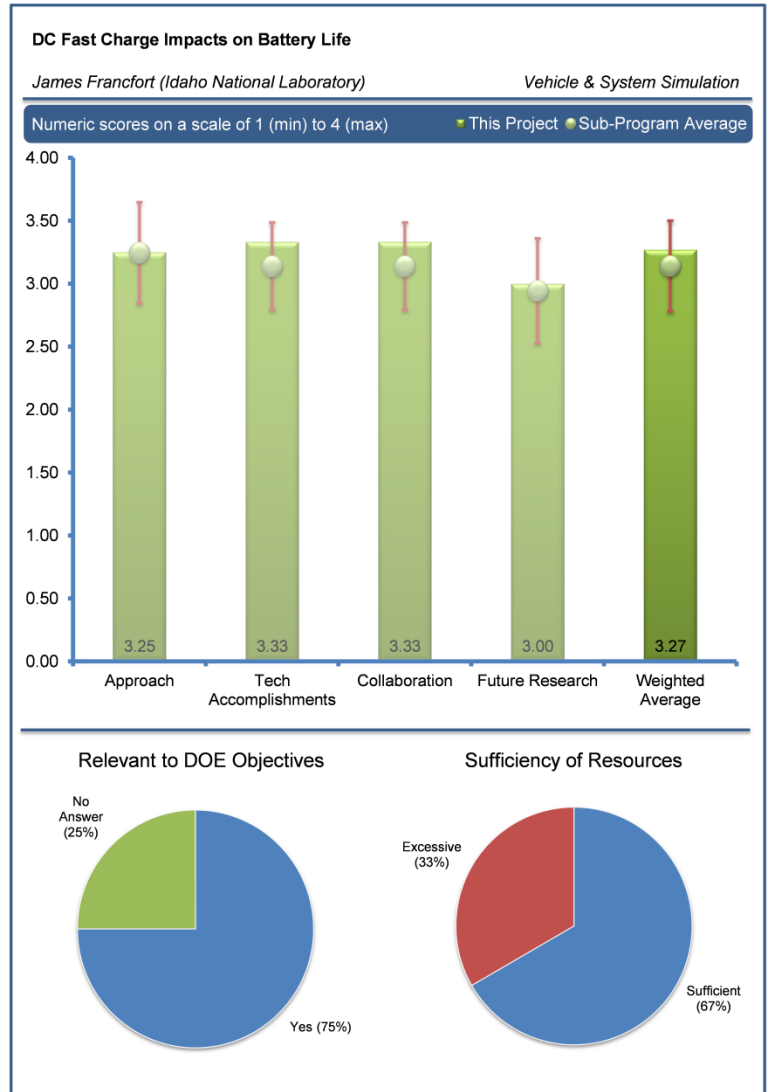 DC Fast Charge Impacts on Battery Life
James Francfort (Idaho National Laboratory) Vehicle & System Simulation
Numeric scores on a scale of 1 (min) to 4 (max) This Project Sub-Program Average
4.00
3.50
3.00
2.50
2.00
1.50
1.00
0.50
0.00
3.25 3.33 3.33 3.00 3.27
Approach Tech Accomplishments Collaboration Future Research Weighted Average
Relevant to DOE Objectives
No
Answer
(25%)
Yes (75%)
Sufficiency of Resources
Excessive
(33%)
Sufficient
(67%)